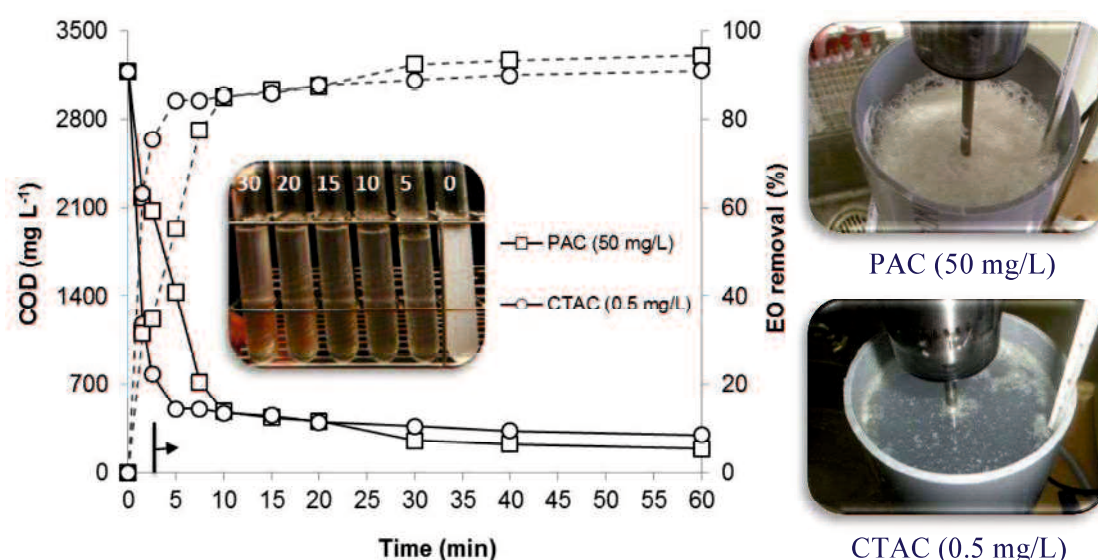 3500
2800
2100
1400
700
0
COD (mg L⁻¹)
100
80
60
40
20
0
EO removal (%)
0 5 10 15 20 25 30 35 40 45 50 55 60
Time (min)
30 20 15 10 5 0
PAC (50 mg/L)
CTAC (0.5 mg/L)
PAC (50 mg/L)
CTAC (0.5 mg/L)